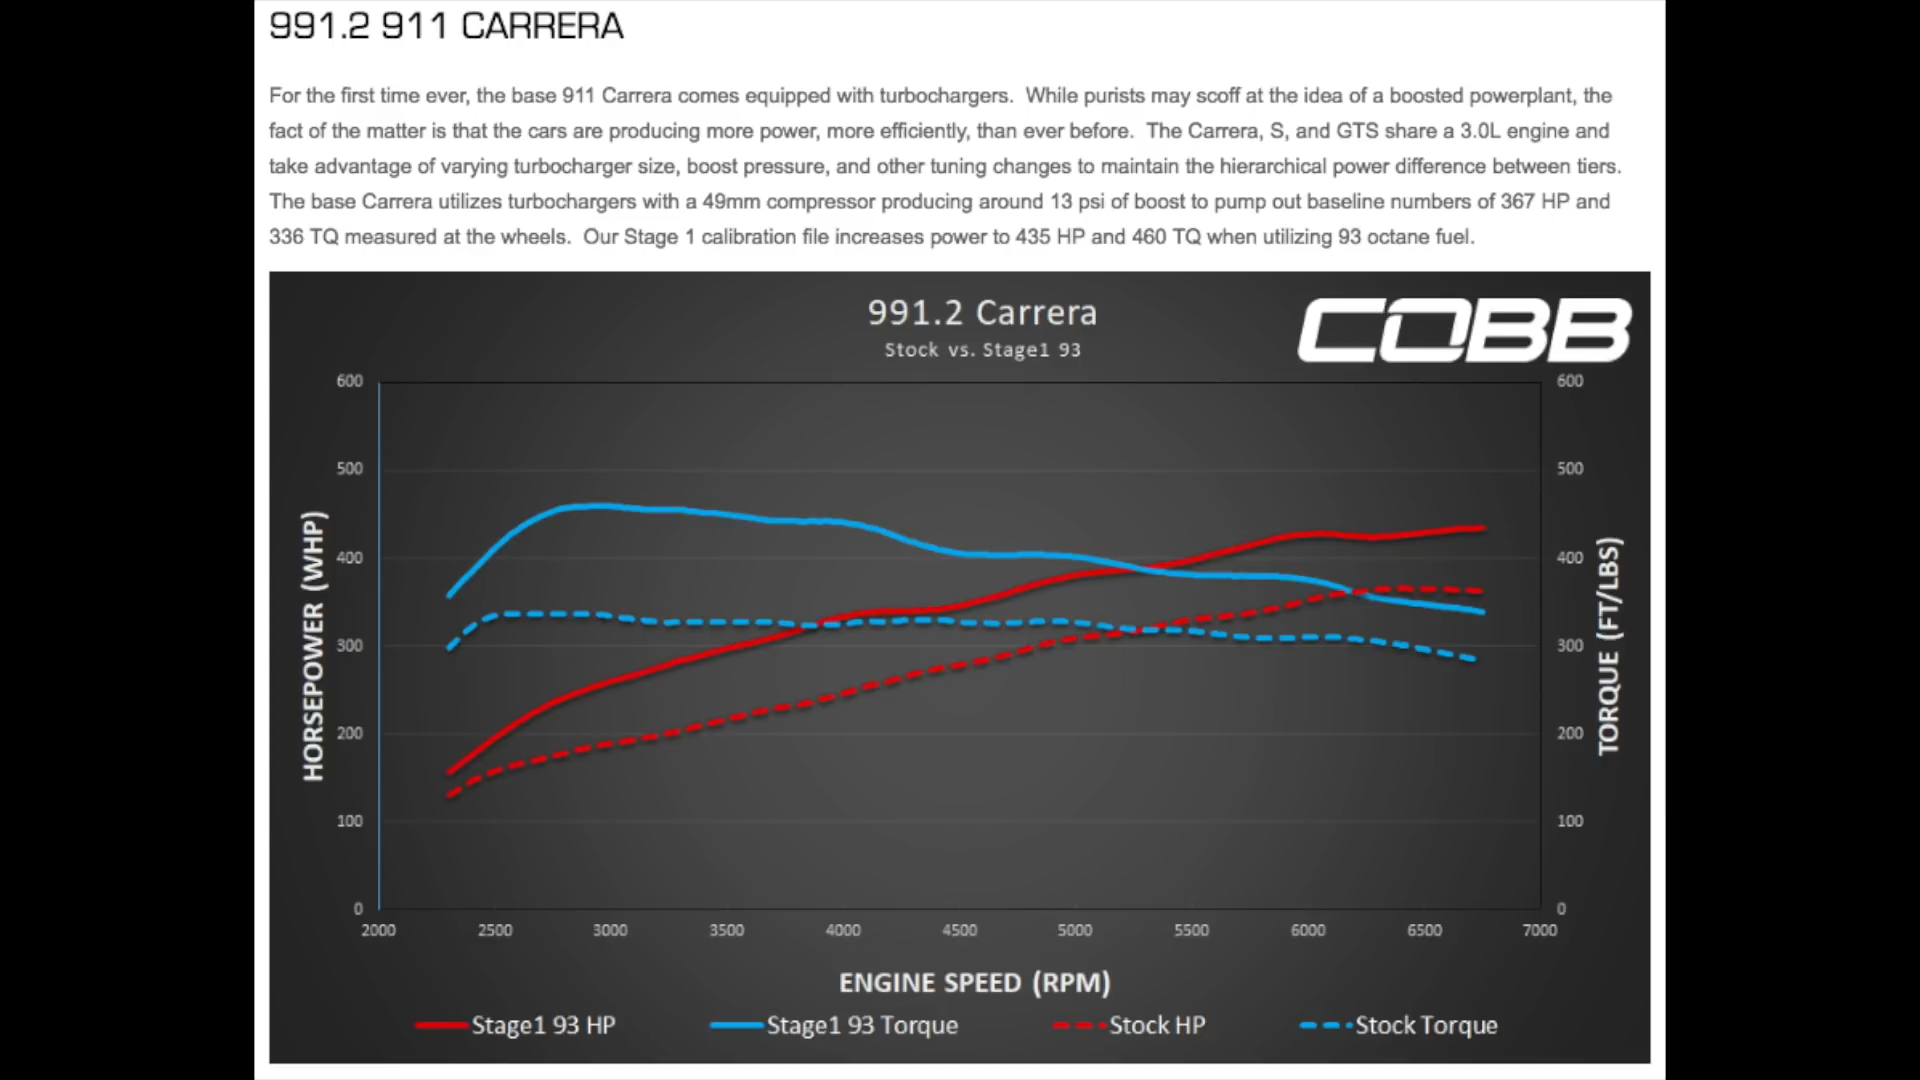 991.2 911 CARRERA
For the first time ever, the base 911 Carrera comes equipped with turbochargers.  While purists may scoff at the idea of a boosted powerplant, the
fact of the matter is that the cars are producing more power, more efficiently, than ever before.  The Carrera, S, and GTS share a 3.0L engine and
take advantage of varying turbocharger size, boost pressure, and other tuning changes to maintain the hierarchical power difference between tiers.
The base Carrera utilizes turbochargers with a 49mm compressor producing around 13 psi of boost to pump out baseline numbers of 367 HP and
336 TQ measured at the wheels.  Our Stage 1 calibration file increases power to 435 HP and 460 TQ when utilizing 93 octane fuel.
991.2 Carrera
Stock vs. Stage1 93
COBB
600
500
400
300
200
100
0
HORSEPOWER (WHP)
600
500
400
300
200
100
0
TORQUE (FT/LBS)
2000 2500 3000 3500 4000 4500 5000 5500 6000 6500 7000
ENGINE SPEED (RPM)
Stage1 93 HP Stage1 93 Torque Stock HP Stock Torque